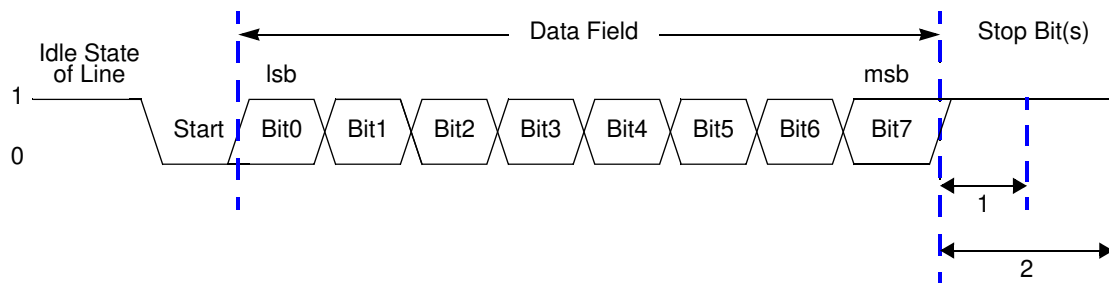 Data Field
Stop Bit(s)
Idle State
of Line
lsb
msb
1
Start
Bit0
Bit1
Bit2
Bit3
Bit4
Bit5
Bit6
Bit7
0
1
2